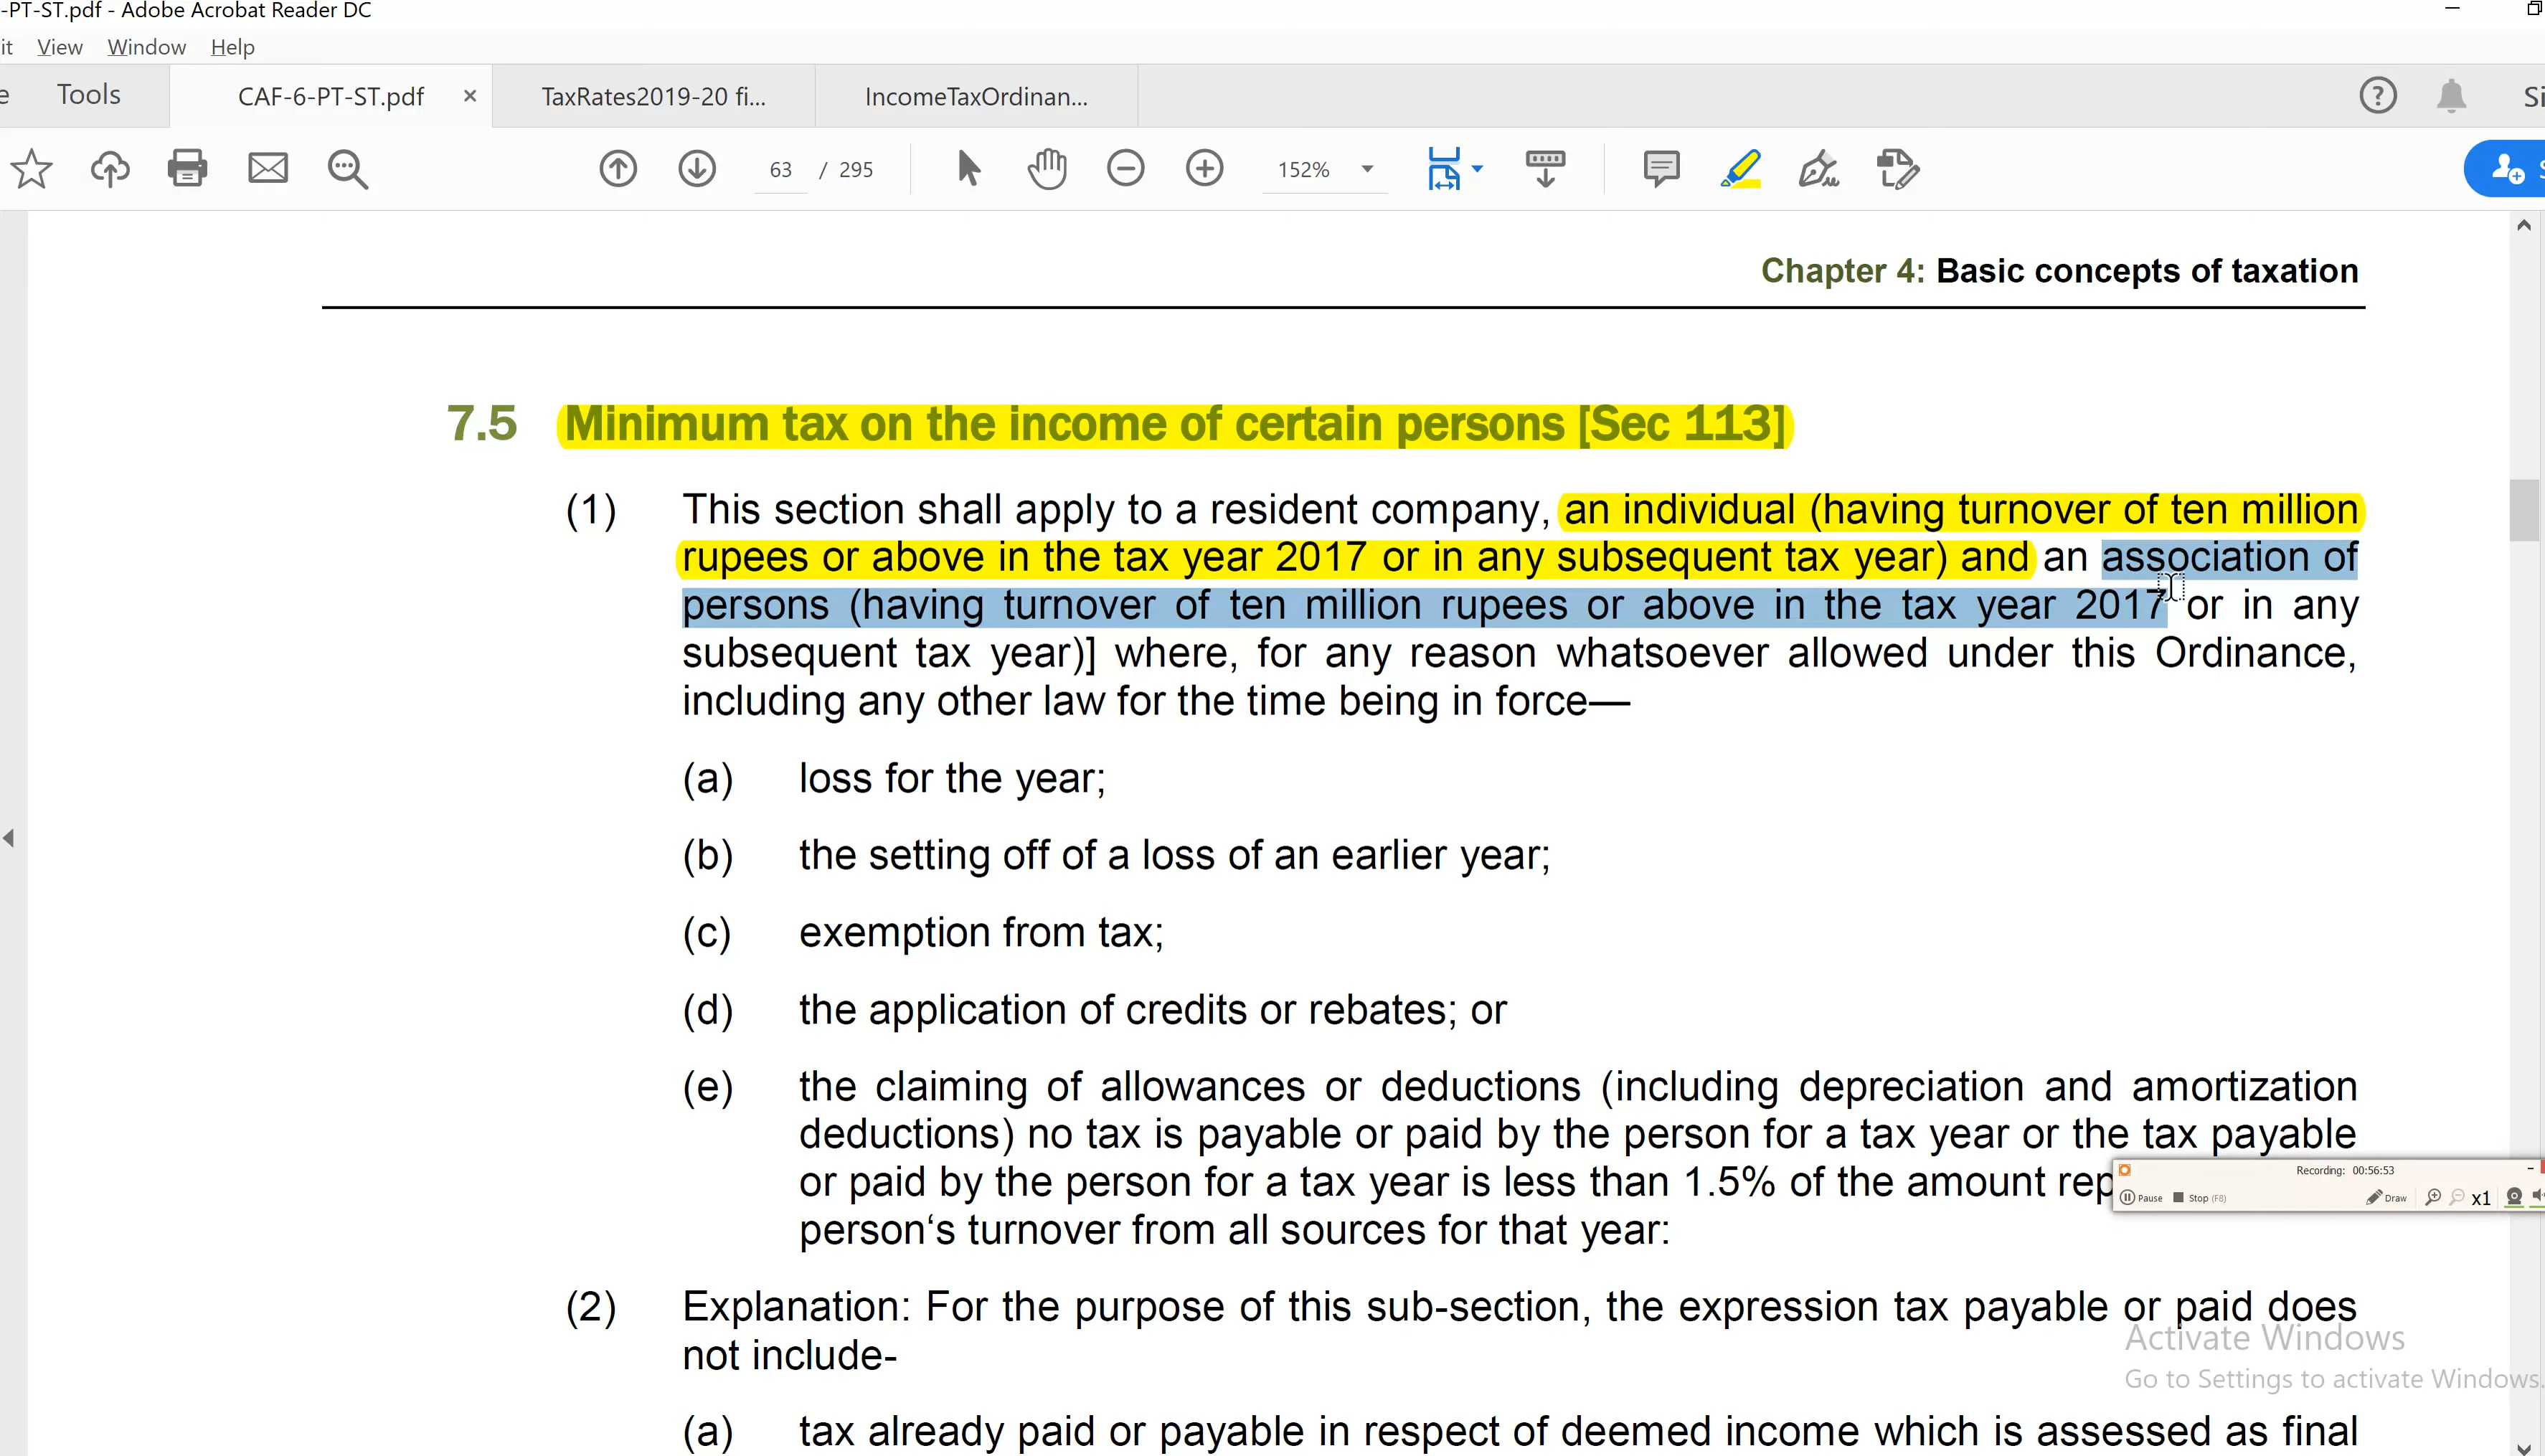 -PT-ST.pdf - Adobe Acrobat Reader DC
it View Window Help
e Tools CAF-6-PT-ST.pdf × TaxRates2019-20 fi... IncomeTaxOrdinan... ? Si
63 / 295 152%
Chapter 4: Basic concepts of taxation
7.5 Minimum tax on the income of certain persons [Sec 113]
(1) This section shall apply to a resident company, an individual (having turnover of ten million
rupees or above in the tax year 2017 or in any subsequent tax year) and an association of
persons (having turnover of ten million rupees or above in the tax year 2017 or in any
subsequent tax year)] where, for any reason whatsoever allowed under this Ordinance,
including any other law for the time being in force—
(a) loss for the year;
(b) the setting off of a loss of an earlier year;
(c) exemption from tax;
(d) the application of credits or rebates; or
(e) the claiming of allowances or deductions (including depreciation and amortization
deductions) no tax is payable or paid by the person for a tax year or the tax payable
or paid by the person for a tax year is less than 1.5% of the amount rep
person‘s turnover from all sources for that year:
Recording: 00:56:53
Pause Stop (F8) Draw x1
(2) Explanation: For the purpose of this sub-section, the expression tax payable or paid does
not include-
Activate Windows
Go to Settings to activate Windows.
(a) tax already paid or payable in respect of deemed income which is assessed as final